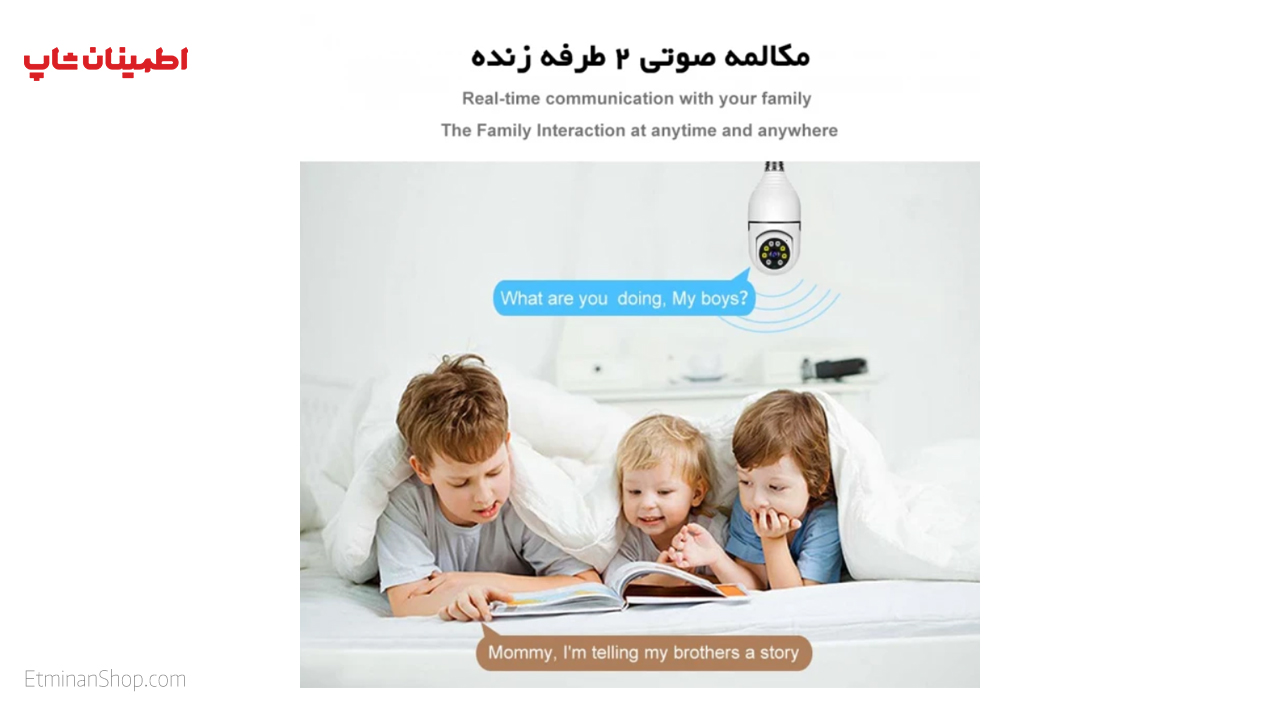 اطمینان شاپ
مکالمه صوتی ۲ طرفه زنده
Real-time communication with your family
The Family Interaction at anytime and anywhere
What are you doing, My boys?
Mommy, I'm telling my brothers a story
EtminanShop.com